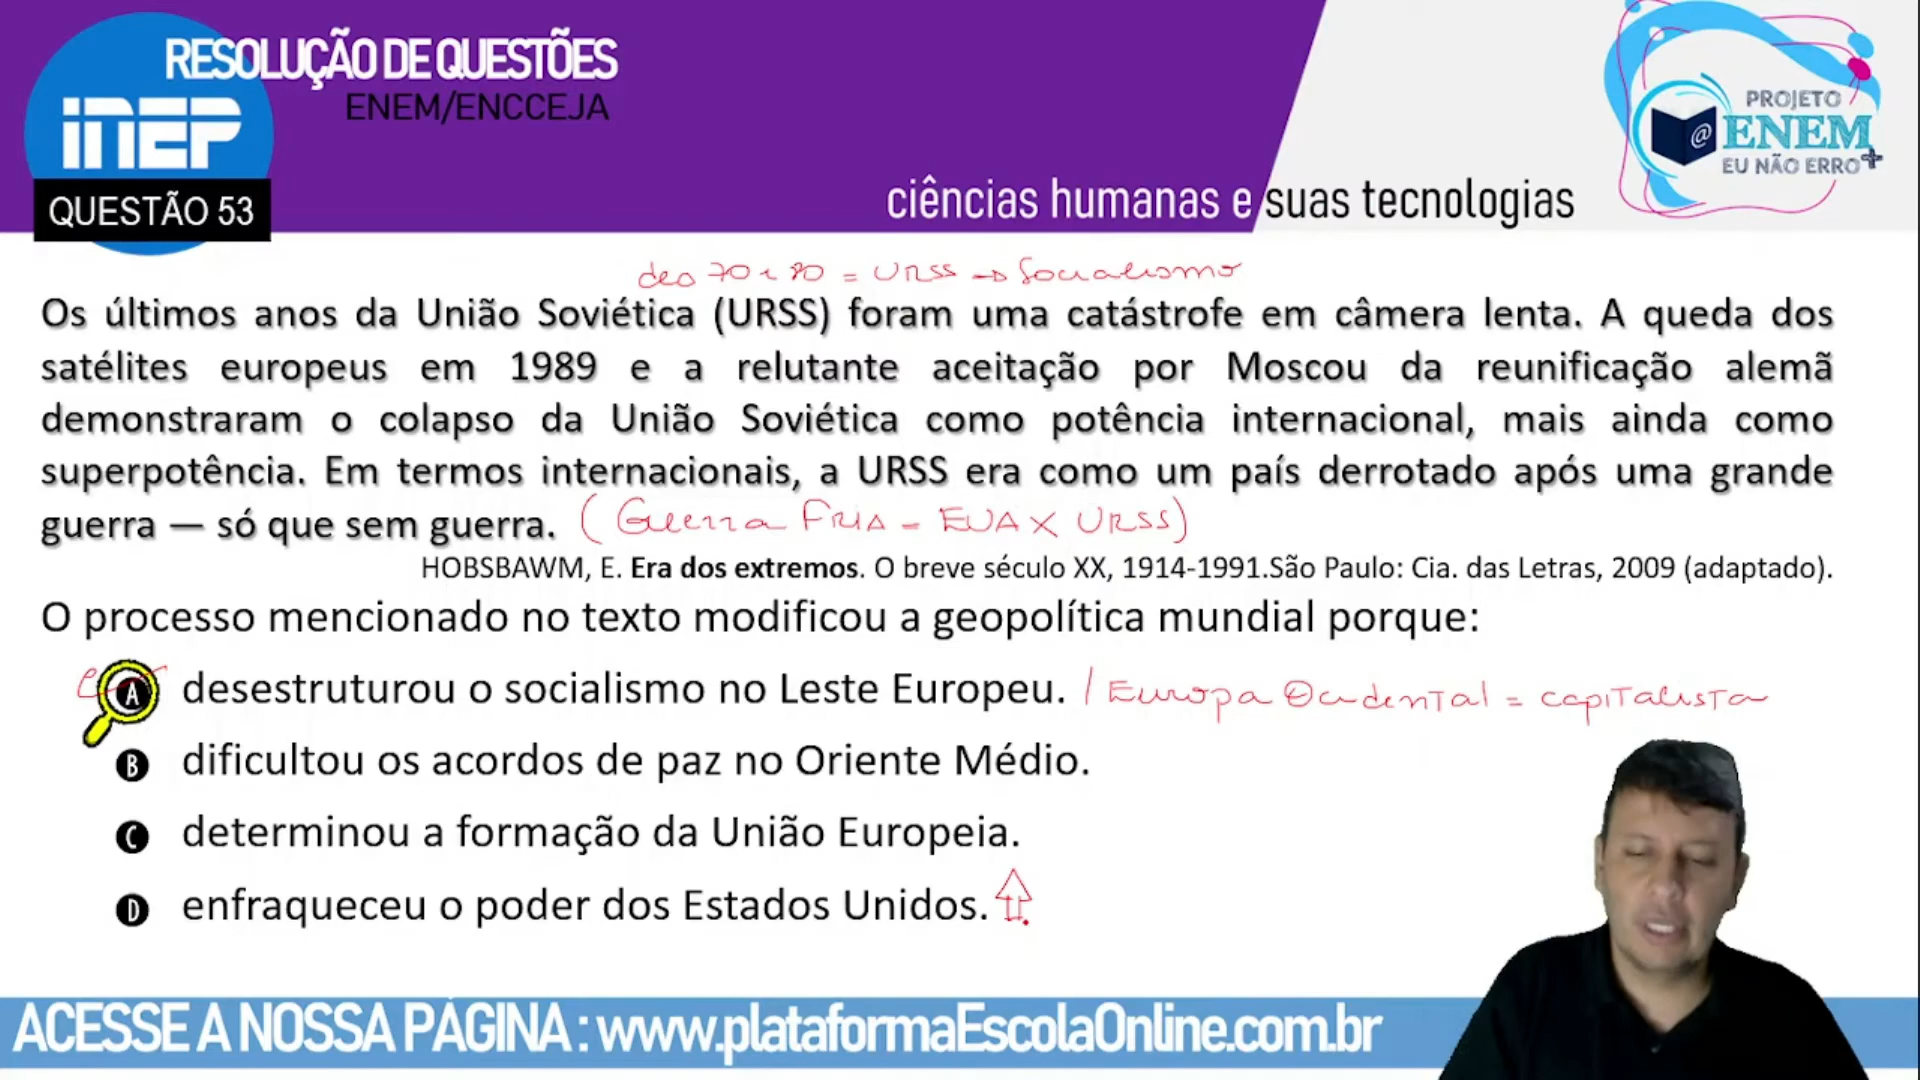 RESOLUÇÃO DE QUESTÕES
ENEM/ENCCEJA
inep
QUESTÃO 53
ciências humanas e suas tecnologias
PROJETO
@ ENEM
EU NÃO ERRO+
= URSS → Socialismo
Os últimos anos da União Soviética (URSS) foram uma catástrofe em câmera lenta. A queda dos
satélites europeus em 1989 e a relutante aceitação por Moscou da reunificação alemã
demonstraram o colapso da União Soviética como potência internacional, mais ainda como
superpotência. Em termos internacionais, a URSS era como um país derrotado após uma grande
guerra — só que sem guerra. (Guerra FRIA = EUA X URSS)
HOBSBAWM, E. Era dos extremos. O breve século XX, 1914-1991.São Paulo: Cia. das Letras, 2009 (adaptado).
O processo mencionado no texto modificou a geopolítica mundial porque:
A desestruturou o socialismo no Leste Europeu. / Europa Ocidental = capitalista
B dificultou os acordos de paz no Oriente Médio.
C determinou a formação da União Europeia.
D enfraqueceu o poder dos Estados Unidos.
ACESSE A NOSSA PÁGINA : www.plataformaEscolaOnline.com.br